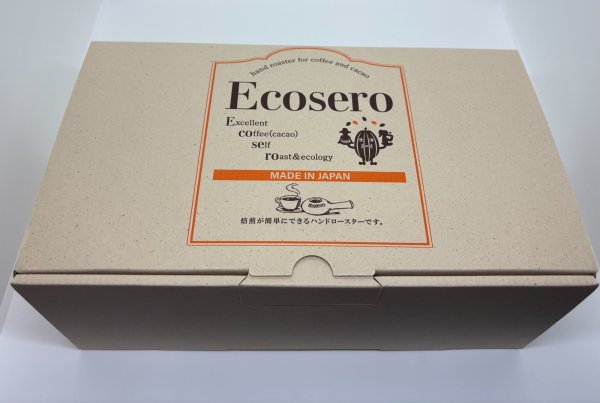 hand roaster for coffee and cacao
Ecosero
Excellent
coffee(cacao)
self
roast&ecology
MADE IN JAPAN
焙煎が簡単にできるハンドロースターです。